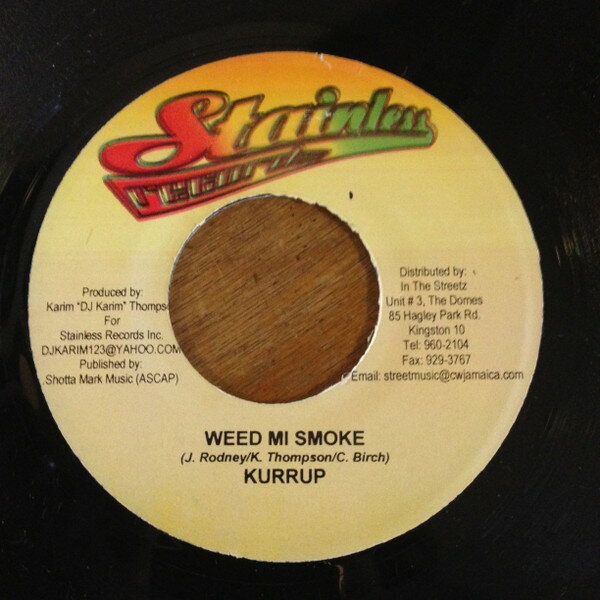 Stainless
records
Produced by:
Karim "DJ Karim" Thompso
For
Stainless Records Inc.
DJKARIM123@YAHOO.COM
Published by:
Shotta Mark Music (ASCAP)
Distributed by:
In The Streetz
Unit # 3, The Domes
85 Hagley Park Rd.
Kingston 10
Tel: 960-2104
Fax: 929-3767
Email: streetmusic@cwjamaica.com
WEED MI SMOKE
(J. Rodney/K. Thompson/C. Birch)
KURRUP